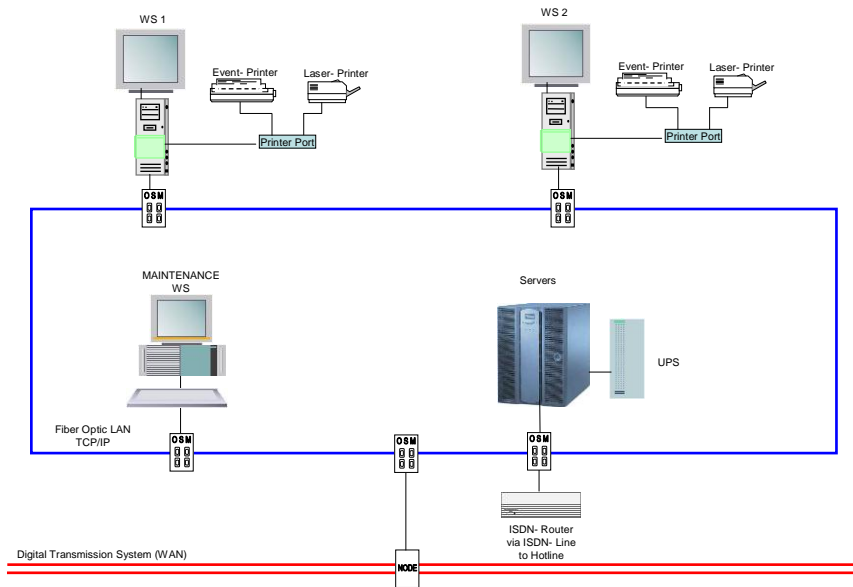 WS 1
WS 2
Event- Printer
Laser- Printer
Event- Printer
Laser- Printer
Printer Port
Printer Port
OSM
OSM
MAINTENANCE
WS
Servers
UPS
Fiber Optic LAN
TCP/IP
OSM
OSM
OSM
ISDN- Router
via ISDN- Line
to Hotline
Digital Transmission System (WAN)
NODE